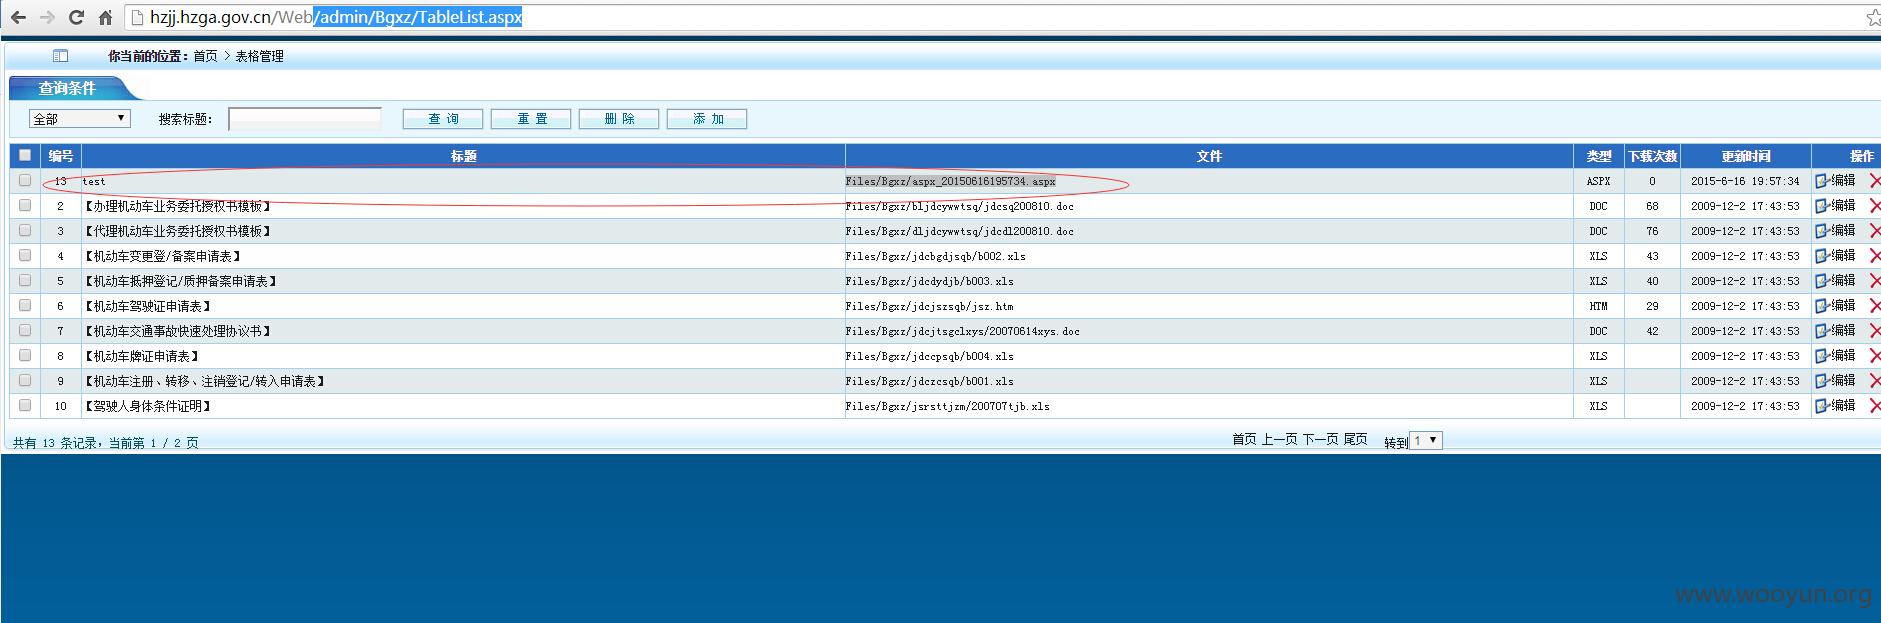 hzjj.hzga.gov.cn/Web/admin/Bgxz/TableList.aspx
你当前的位置：首页 > 表格管理
查询条件
全部 搜索标题： 查 询 重 置 删 除 添 加
编号 标题 文件 类型 下载次数 更新时间 操作
13 test Files/Bgxz/aspx_20150616195734.aspx ASPX 0 2015-6-16 19:57:34 编辑
2 【办理机动车业务委托授权书模板】 Files/Bgxz/bljdcywwtsq/jdcsq200810.doc DOC 68 2009-12-2 17:43:53 编辑
3 【代理机动车业务委托授权书模板】 Files/Bgxz/dljdcywwtsq/jdcdl200810.doc DOC 76 2009-12-2 17:43:53 编辑
4 【机动车变更登/备案申请表】 Files/Bgxz/jdcbgdjsqb/b002.xls XLS 43 2009-12-2 17:43:53 编辑
5 【机动车抵押登记/质押备案申请表】 Files/Bgxz/jdcdydjb/b003.xls XLS 40 2009-12-2 17:43:53 编辑
6 【机动车驾驶证申请表】 Files/Bgxz/jdcjszsqb/jsz.htm HTM 29 2009-12-2 17:43:53 编辑
7 【机动车交通事故快速处理协议书】 Files/Bgxz/jdcjtsgclxys/20070614xys.doc DOC 42 2009-12-2 17:43:53 编辑
8 【机动车牌证申请表】 Files/Bgxz/jdccpsqb/b004.xls XLS 2009-12-2 17:43:53 编辑
9 【机动车注册、转移、注销登记/转入申请表】 Files/Bgxz/jdczcsqb/b001.xls XLS 2009-12-2 17:43:53 编辑
10 【驾驶人身体条件证明】 Files/Bgxz/jsrsttjzm/200707tjb.xls XLS 2009-12-2 17:43:53 编辑
共有 13 条记录，当前第 1 / 2 页 首页 上一页 下一页 尾页 转到 1
www.wooyun.org